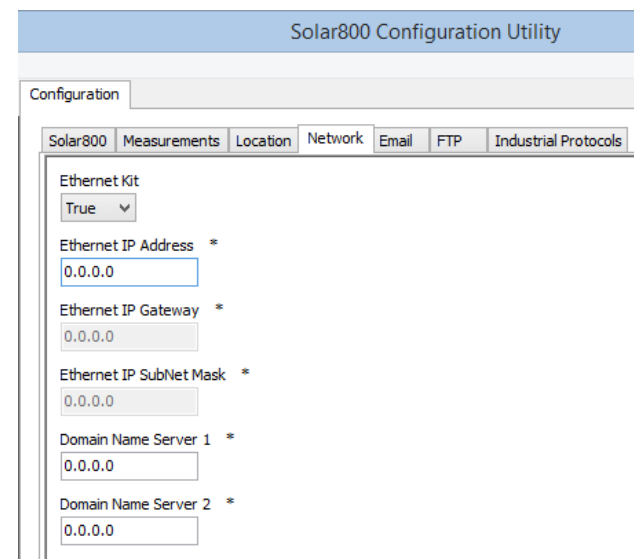 Solar800 Configuration Utility
Configuration
Solar800 Measurements Location Network Email FTP Industrial Protocols
Ethernet Kit
True
Ethernet IP Address *
0.0.0.0
Ethernet IP Gateway *
0.0.0.0
Ethernet IP SubNet Mask *
0.0.0.0
Domain Name Server 1 *
0.0.0.0
Domain Name Server 2 *
0.0.0.0